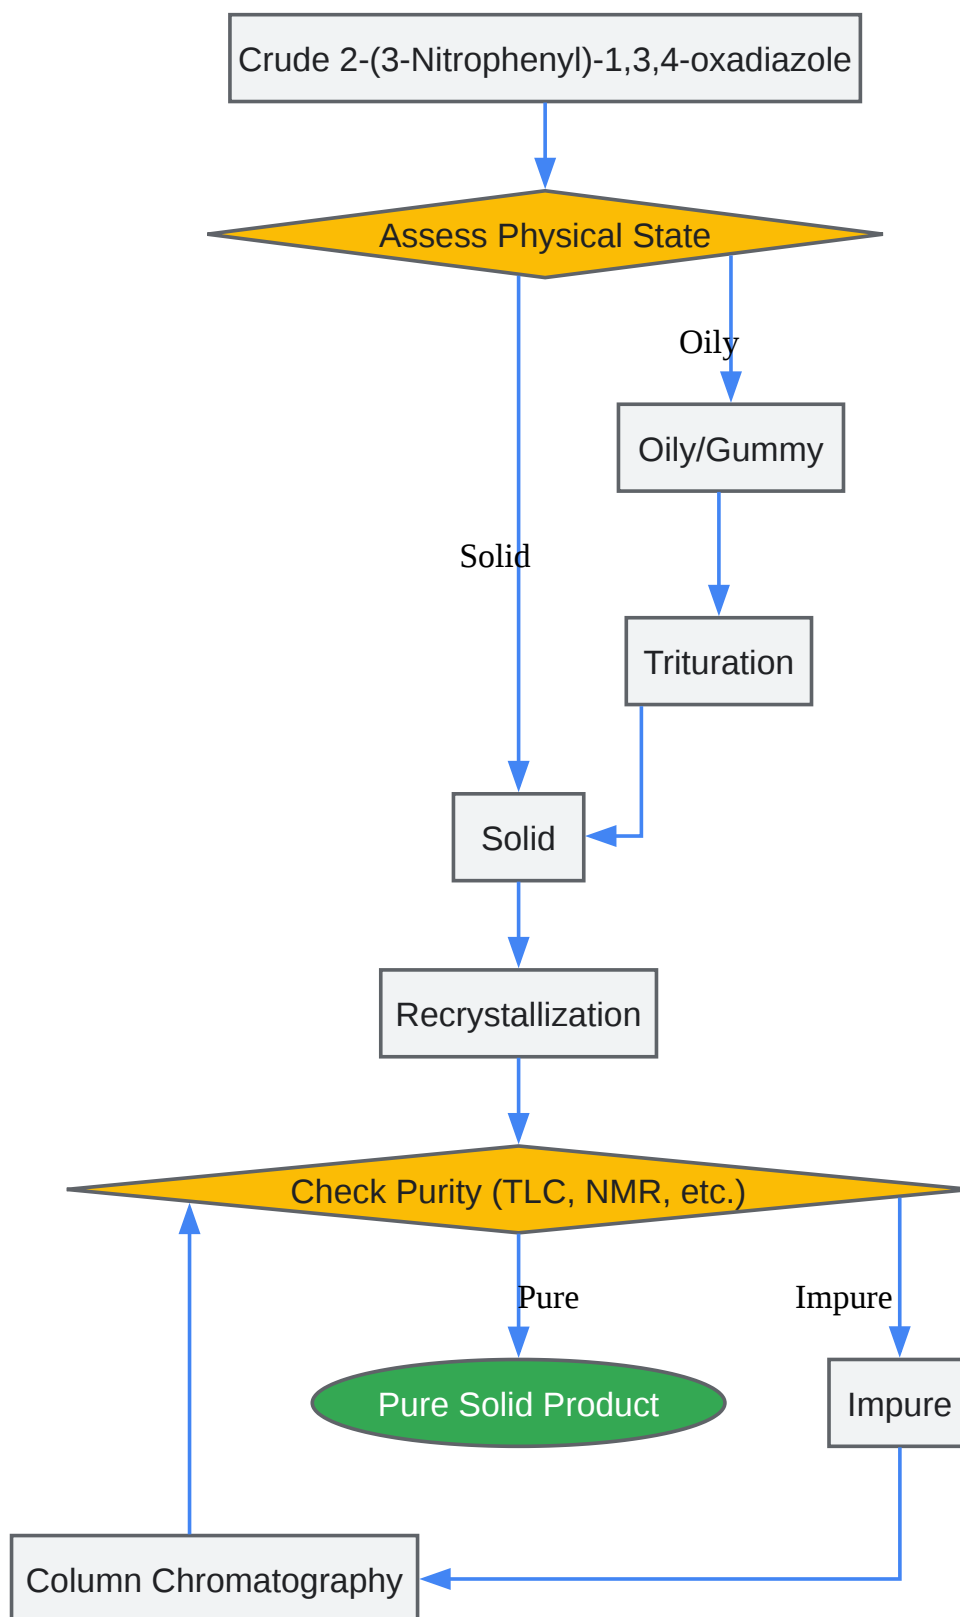 Crude 2-(3-Nitrophenyl)-1,3,4-oxadiazole
Assess Physical State
Oily
Oily/Gummy
Solid
Trituration
Solid
Recrystallization
Check Purity (TLC, NMR, etc.)
Pure
Impure
Pure Solid Product
Impure
Column Chromatography